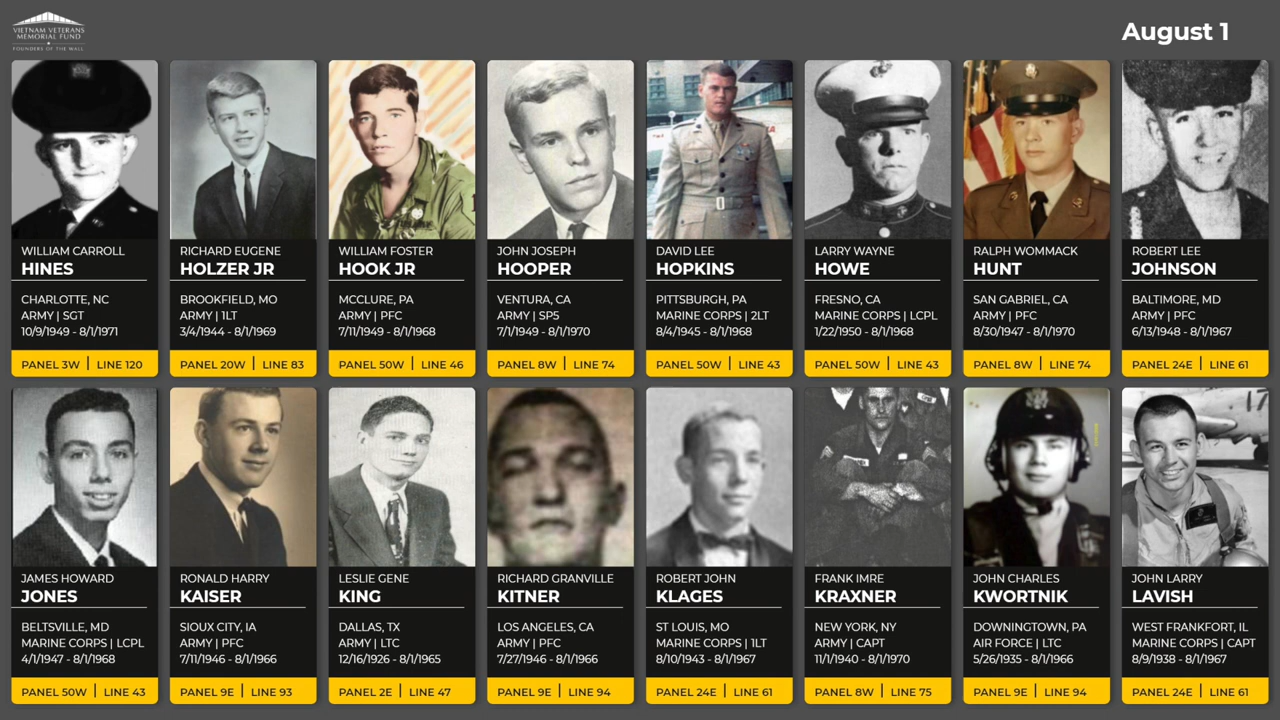 VIETNAM VETERANS
MEMORIAL FUND
FOUNDERS OF THE WALL
August 1
WILLIAM CARROLL
HINES
CHARLOTTE, NC
ARMY | SGT
10/9/1949 - 8/1/1971
PANEL 3W | LINE 120
RICHARD EUGENE
HOLZER JR
BROOKFIELD, MO
ARMY | 1LT
3/4/1944 - 8/1/1969
PANEL 20W | LINE 83
WILLIAM FOSTER
HOOK JR
MCCLURE, PA
ARMY | PFC
7/11/1949 - 8/1/1968
PANEL 50W | LINE 46
JOHN JOSEPH
HOOPER
VENTURA, CA
ARMY | SP5
7/1/1949 - 8/1/1970
PANEL 8W | LINE 74
DAVID LEE
HOPKINS
PITTSBURGH, PA
MARINE CORPS | 2LT
8/4/1945 - 8/1/1968
PANEL 50W | LINE 43
LARRY WAYNE
HOWE
FRESNO, CA
MARINE CORPS | LCPL
1/22/1950 - 8/1/1968
PANEL 50W | LINE 43
RALPH WOMMACK
HUNT
SAN GABRIEL, CA
ARMY | PFC
8/30/1947 - 8/1/1970
PANEL 8W | LINE 74
ROBERT LEE
JOHNSON
BALTIMORE, MD
ARMY | PFC
6/13/1948 - 8/1/1967
PANEL 24E | LINE 61
JAMES HOWARD
JONES
BELTSVILLE, MD
MARINE CORPS | LCPL
4/1/1947 - 8/1/1968
PANEL 50W | LINE 43
RONALD HARRY
KAISER
SIOUX CITY, IA
ARMY | PFC
7/11/1946 - 8/1/1966
PANEL 9E | LINE 93
LESLIE GENE
KING
DALLAS, TX
ARMY | LTC
12/16/1926 - 8/1/1965
PANEL 2E | LINE 47
RICHARD GRANVILLE
KITNER
LOS ANGELES, CA
ARMY | PFC
7/27/1946 - 8/1/1966
PANEL 9E | LINE 94
ROBERT JOHN
KLAGES
ST LOUIS, MO
MARINE CORPS | 1LT
8/10/1943 - 8/1/1967
PANEL 24E | LINE 61
FRANK IMRE
KRAXNER
NEW YORK, NY
ARMY | CAPT
11/1/1940 - 8/1/1970
PANEL 8W | LINE 75
JOHN CHARLES
KWORTNIK
DOWNINGTOWN, PA
AIR FORCE | LTC
5/26/1935 - 8/1/1966
PANEL 9E | LINE 94
17
JOHN LARRY
LAVISH
WEST FRANKFORT, IL
MARINE CORPS | CAPT
8/9/1938 - 8/1/1967
PANEL 24E | LINE 61